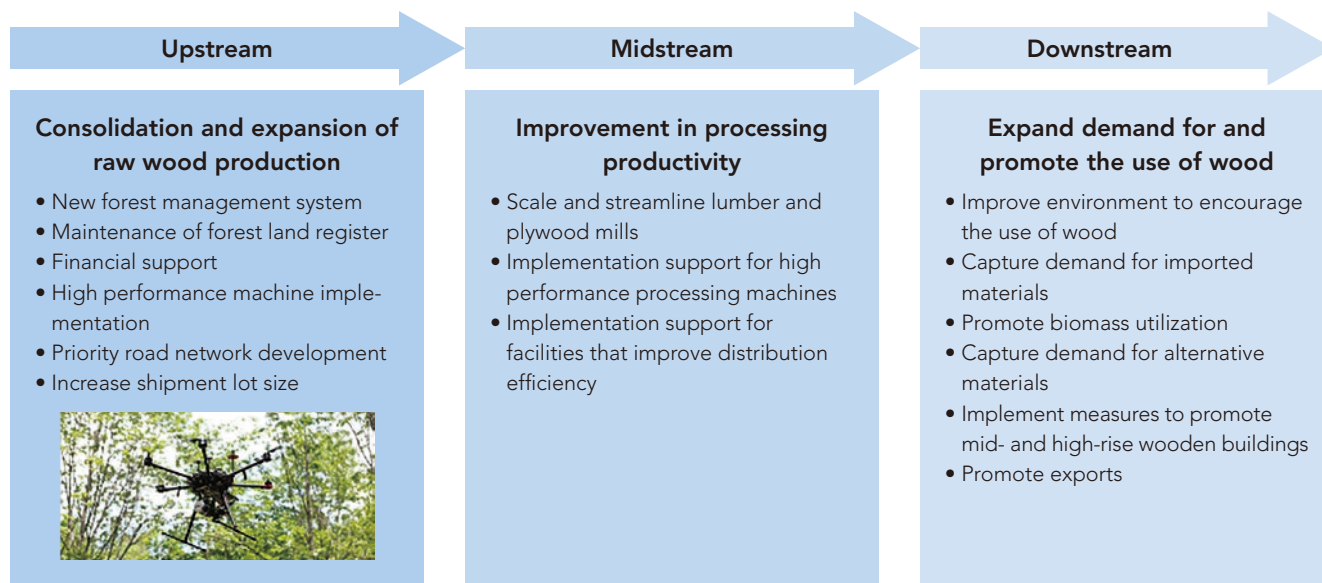 Upstream
Midstream
Downstream
Consolidation and expansion of
raw wood production
• New forest management system
• Maintenance of forest land register
• Financial support
• High performance machine imple-
mentation
• Priority road network development
• Increase shipment lot size
Improvement in processing
productivity
• Scale and streamline lumber and
plywood mills
• Implementation support for high
performance processing machines
• Implementation support for
facilities that improve distribution
efficiency
Expand demand for and
promote the use of wood
• Improve environment to encourage
the use of wood
• Capture demand for imported
materials
• Promote biomass utilization
• Capture demand for alternative
materials
• Implement measures to promote
mid- and high-rise wooden buildings
• Promote exports